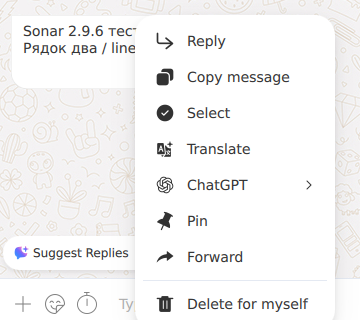 Sonar 2.9.6
Рядок два / line
Reply
Copy message
Select
Translate
ChatGPT
Pin
Forward
Suggest Replies
Delete for myself